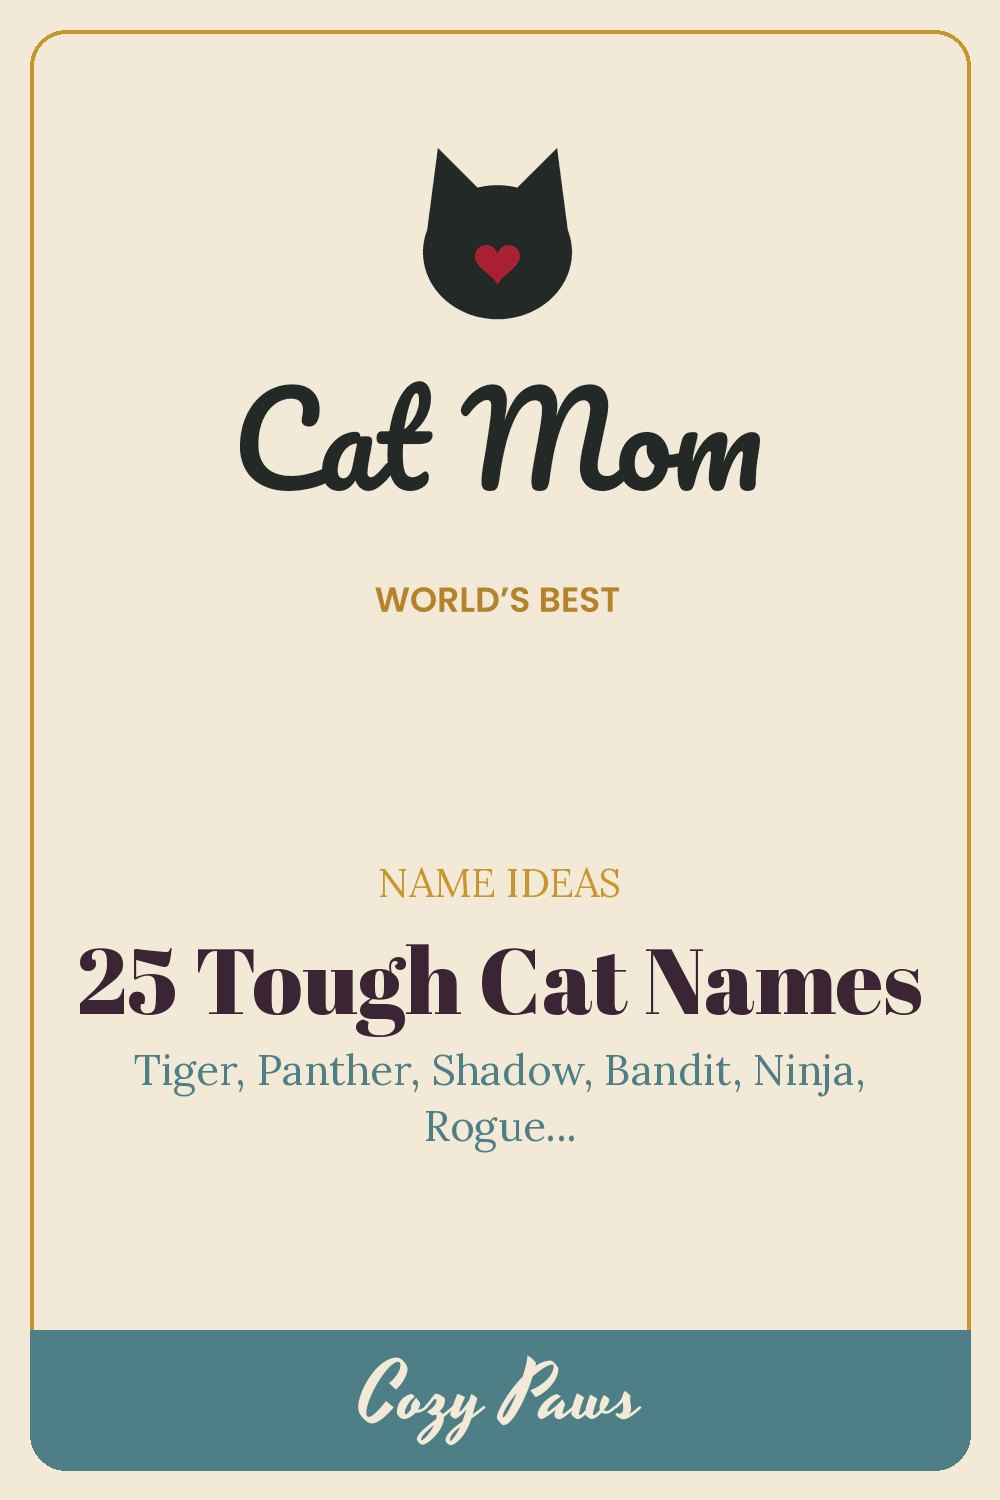 Cat Mom
WORLD’S BEST
NAME IDEAS
25 Tough Cat Names
Tiger, Panther, Shadow, Bandit, Ninja,
Rogue...
Cozy Paws